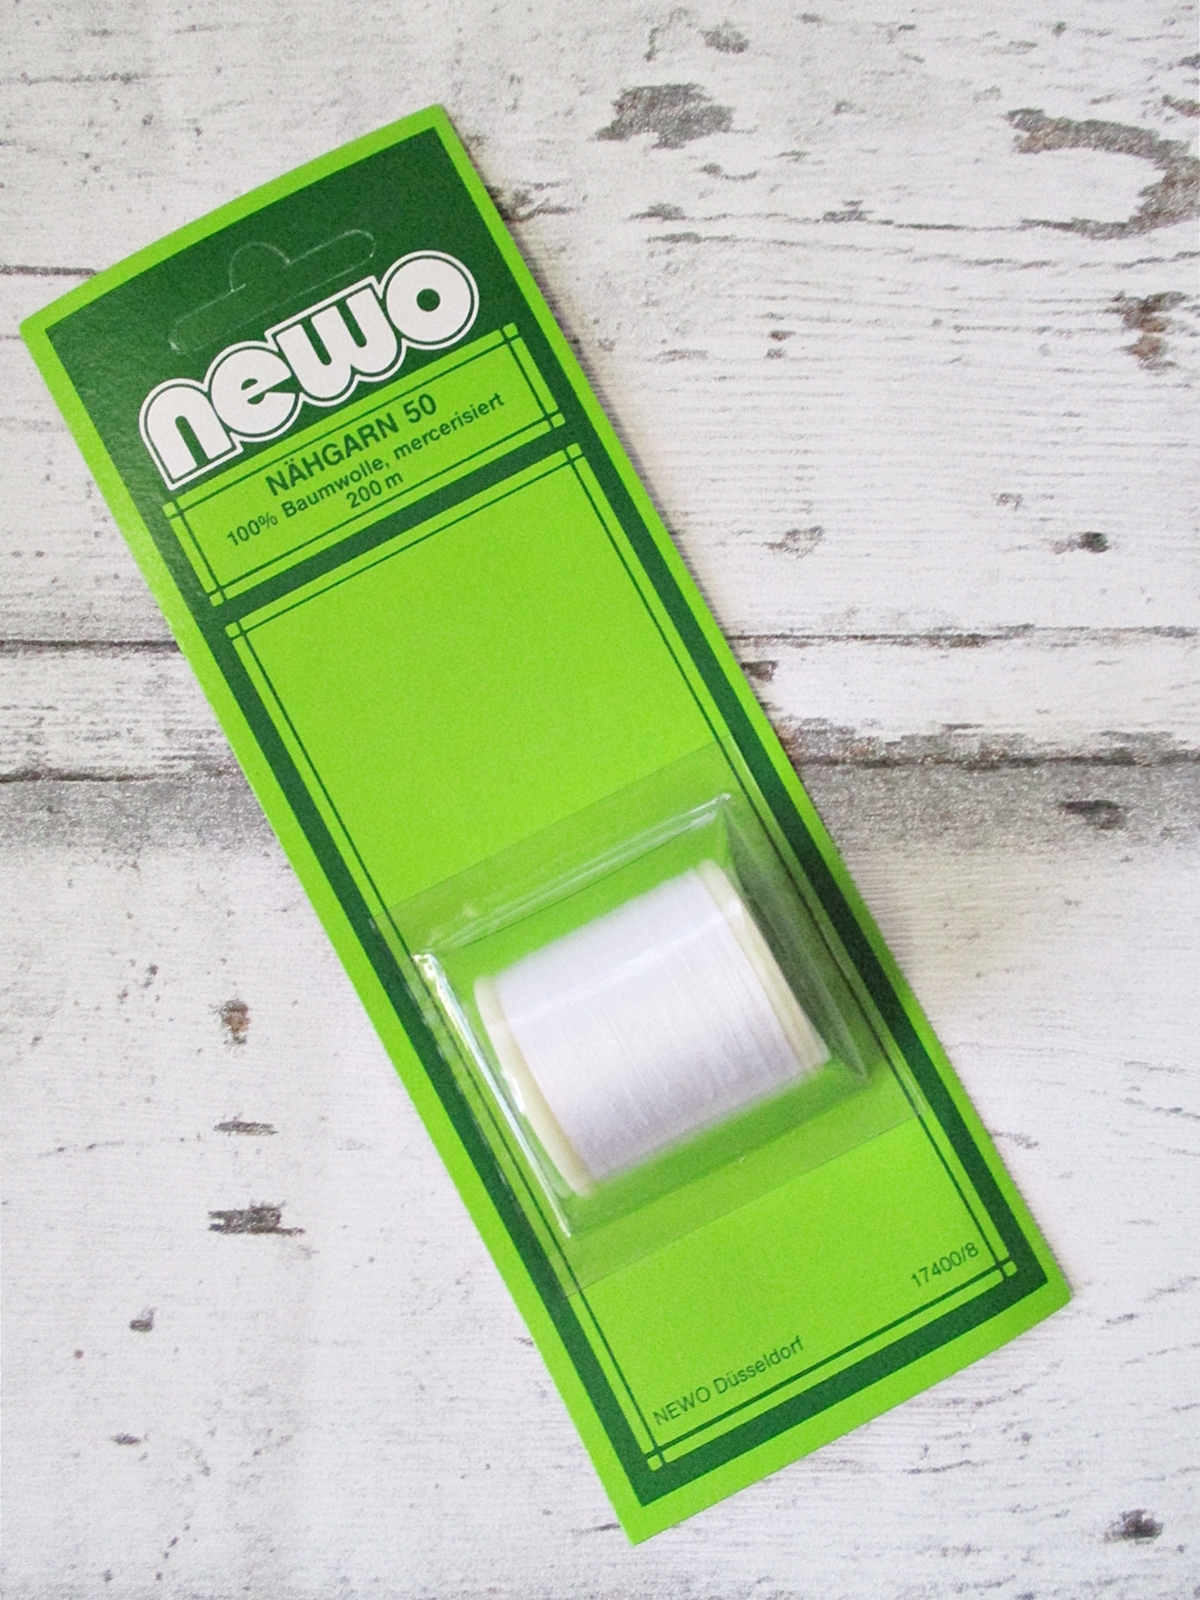 newo
NÄHGARN 50
100% Baumwolle, mercerisiert
200 m
17400/8
NEWO Düsseldorf